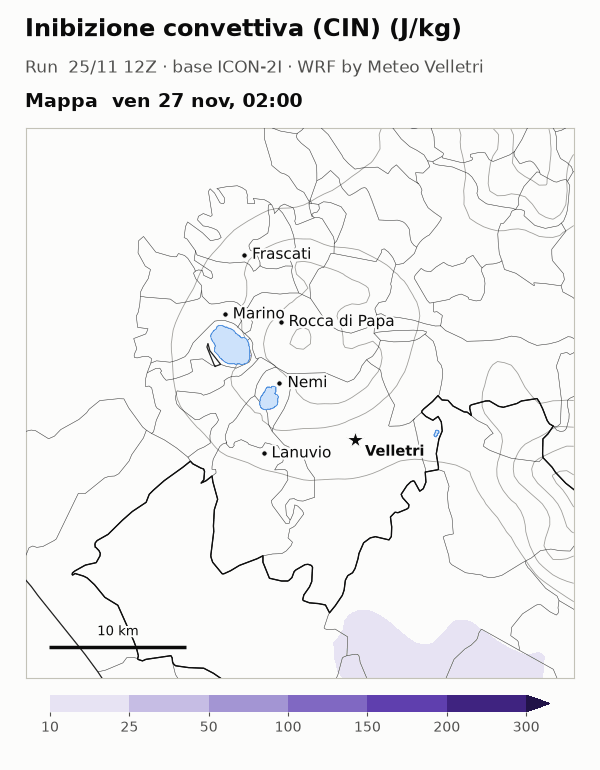 Inibizione convettiva (CIN) (J/kg)
Run  25/11 12Z · base ICON-2I · WRF by Meteo Velletri
Mappa  ven 27 nov, 02:00
Frascati
Marino
Rocca di Papa
Nemi
Velletri
Lanuvio
10 km
10 25 50 100 150 200 300